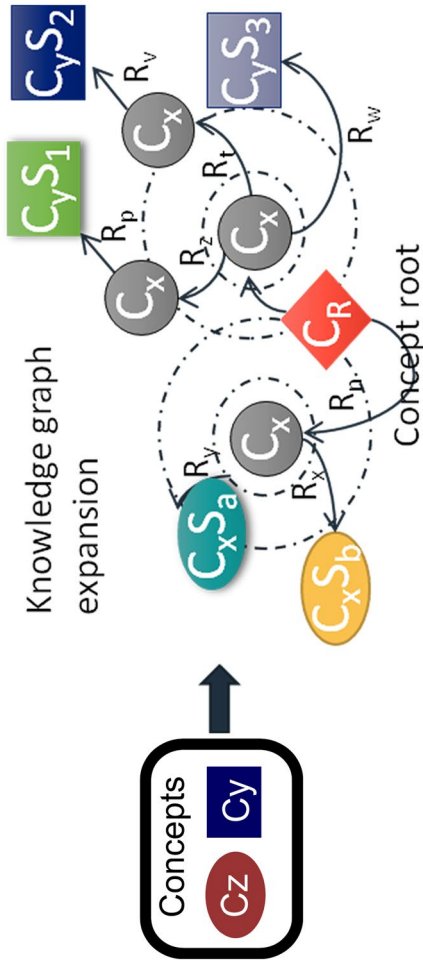 Concepts
Cz
Cy
Knowledge graph
expansion
CxSa
Ry
CxSb
Rx
Cx
Rp
CR
Concept root
Cx
Rp
CyS1
Rz
Cx
Rt
Cx
Rv
CyS2
CyS3
Rw